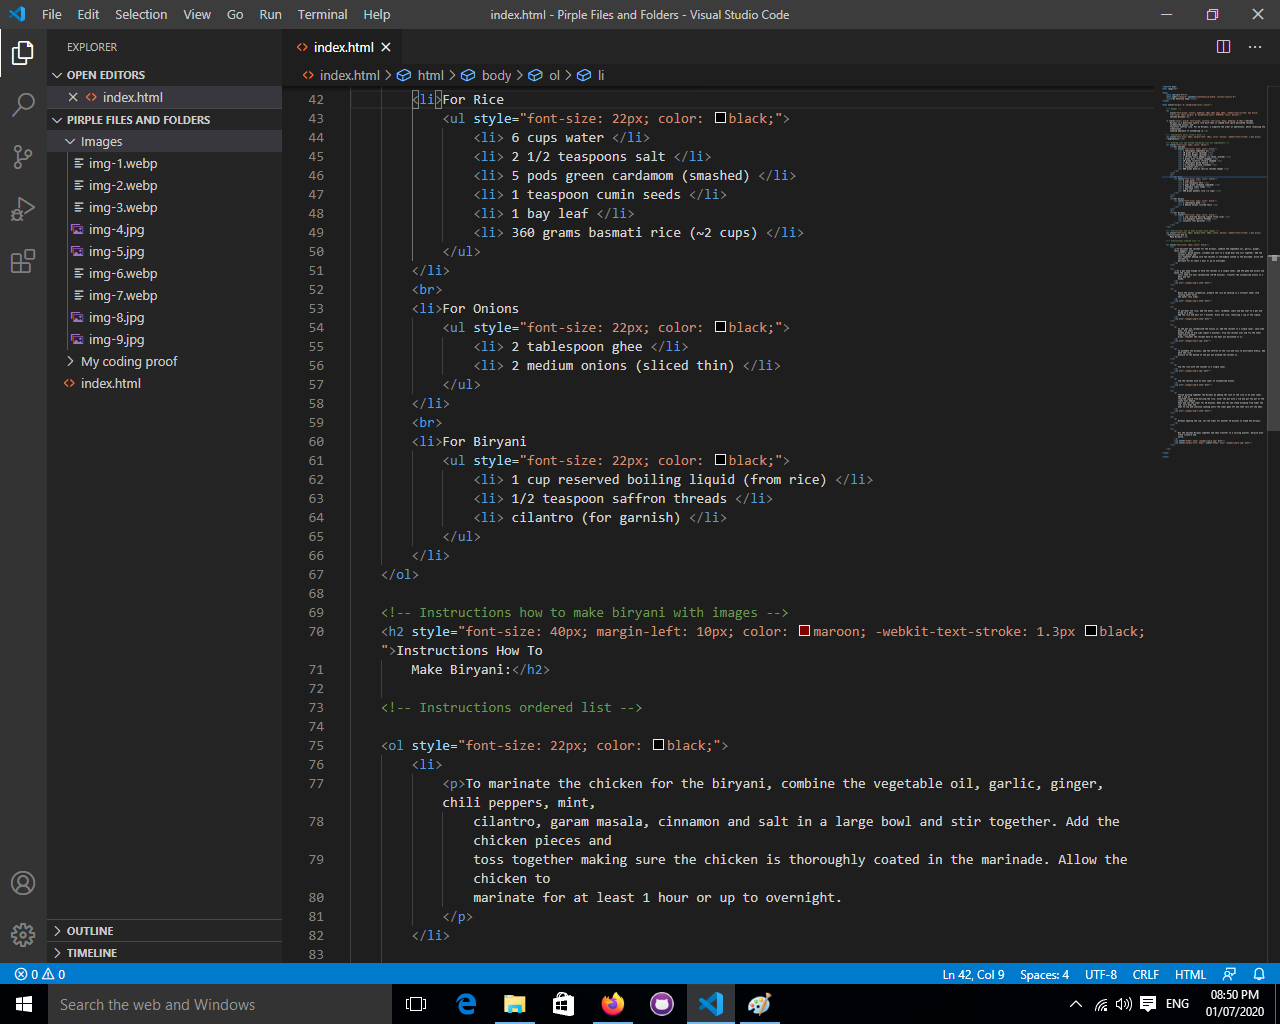 File Edit Selection View Go Run Terminal Help
index.html - Pirple Files and Folders - Visual Studio Code
EXPLORER
OPEN EDITORS
index.html
PIRPLE FILES AND FOLDERS
Images
img-1.webp
img-2.webp
img-3.webp
img-4.jpg
img-5.jpg
img-6.webp
img-7.webp
img-8.jpg
img-9.jpg
My coding proof
index.html
OUTLINE
TIMELINE
index.html
index.html > html > body > ol > li
42 <li>For Rice
43 <ul style="font-size: 22px; color: black;">
44 <li> 6 cups water </li>
45 <li> 2 1/2 teaspoons salt </li>
46 <li> 5 pods green cardamom (smashed) </li>
47 <li> 1 teaspoon cumin seeds </li>
48 <li> 1 bay leaf </li>
49 <li> 360 grams basmati rice (~2 cups) </li>
50 </ul>
51 </li>
52 <br>
53 <li>For Onions
54 <ul style="font-size: 22px; color: black;">
55 <li> 2 tablespoon ghee </li>
56 <li> 2 medium onions (sliced thin) </li>
57 </ul>
58 </li>
59 <br>
60 <li>For Biryani
61 <ul style="font-size: 22px; color: black;">
62 <li> 1 cup reserved boiling liquid (from rice) </li>
63 <li> 1/2 teaspoon saffron threads </li>
64 <li> cilantro (for garnish) </li>
65 </ul>
66 </li>
67 </ol>
68
69 <!-- Instructions how to make biryani with images -->
70 <h2 style="font-size: 40px; margin-left: 10px; color: maroon; -webkit-text-stroke: 1.3px black;
">Instructions How To
71 Make Biryani:</h2>
72
73 <!-- Instructions ordered list -->
74
75 <ol style="font-size: 22px; color: black;">
76 <li>
77 <p>To marinate the chicken for the biryani, combine the vegetable oil, garlic, ginger,
chili peppers, mint,
78 cilantro, garam masala, cinnamon and salt in a large bowl and stir together. Add the
chicken pieces and
79 toss together making sure the chicken is thoroughly coated in the marinade. Allow the
chicken to
80 marinate for at least 1 hour or up to overnight.
81 </p>
82 </li>
83
0 0
Ln 42, Col 9 Spaces: 4 UTF-8 CRLF HTML
Search the web and Windows
ENG
08:50 PM
01/07/2020